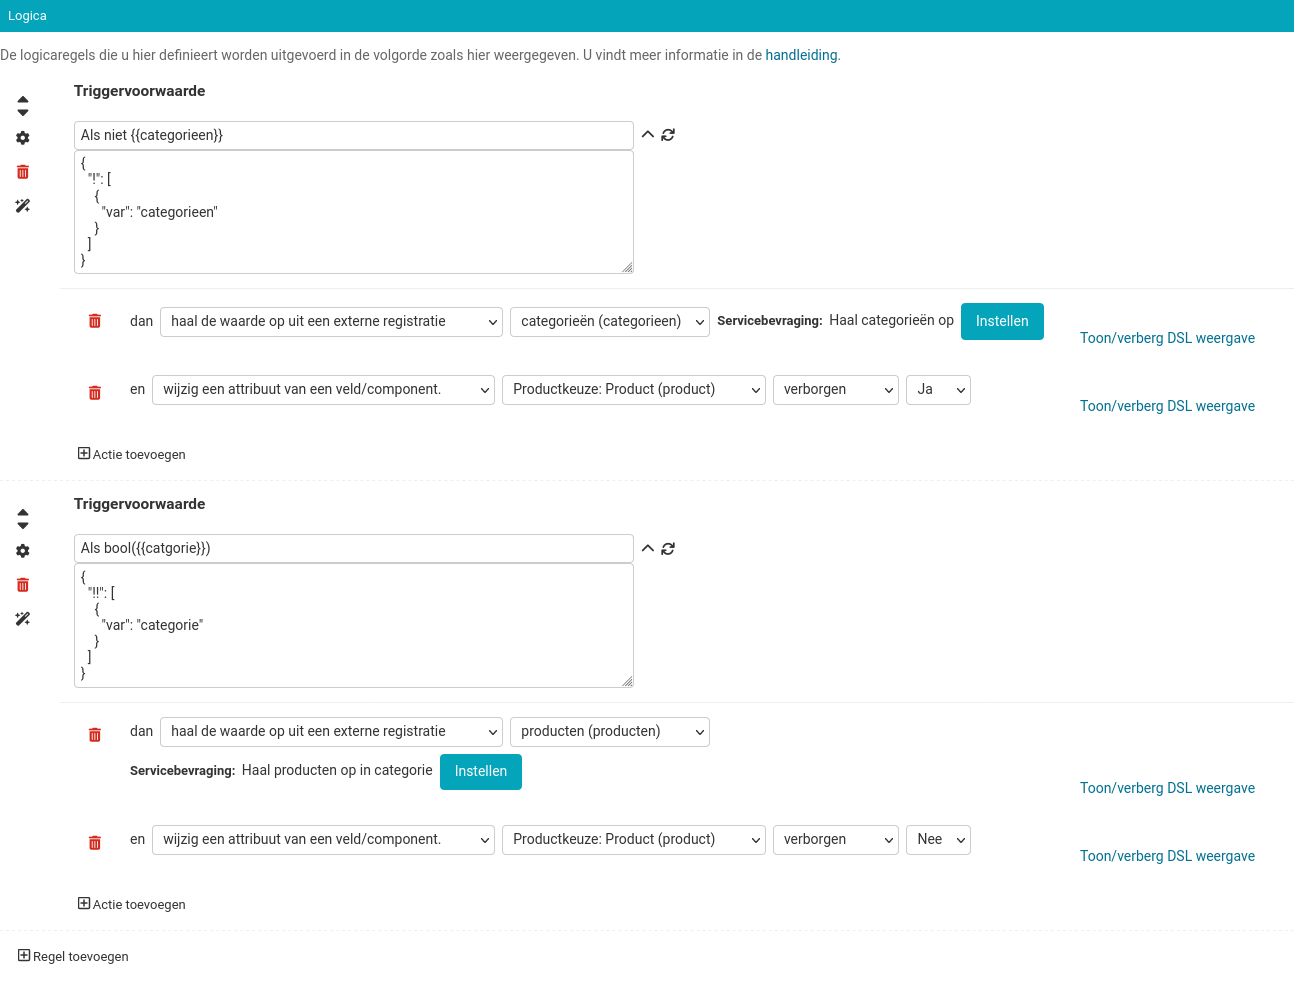 Logica
De logicaregels die u hier definieert worden uitgevoerd in de volgorde zoals hier weergegeven. U vindt meer informatie in de handleiding.
Triggervoorwaarde
Als niet {{categorieen}}
{
  "!": [
    {
      "var": "categorieen"
    }
  ]
}
dan haal de waarde op uit een externe registratie categorieën (categorieen) Servicebevraging: Haal categorieën op Instellen
Toon/verberg DSL weergave
en wijzig een attribuut van een veld/component. Productkeuze: Product (product) verborgen Ja
Toon/verberg DSL weergave
Actie toevoegen
Triggervoorwaarde
Als bool({{catgorie}})
{
  "!!": [
    {
      "var": "categorie"
    }
  ]
}
dan haal de waarde op uit een externe registratie producten (producten)
Servicebevraging: Haal producten op in categorie Instellen
Toon/verberg DSL weergave
en wijzig een attribuut van een veld/component. Productkeuze: Product (product) verborgen Nee
Toon/verberg DSL weergave
Actie toevoegen
Regel toevoegen